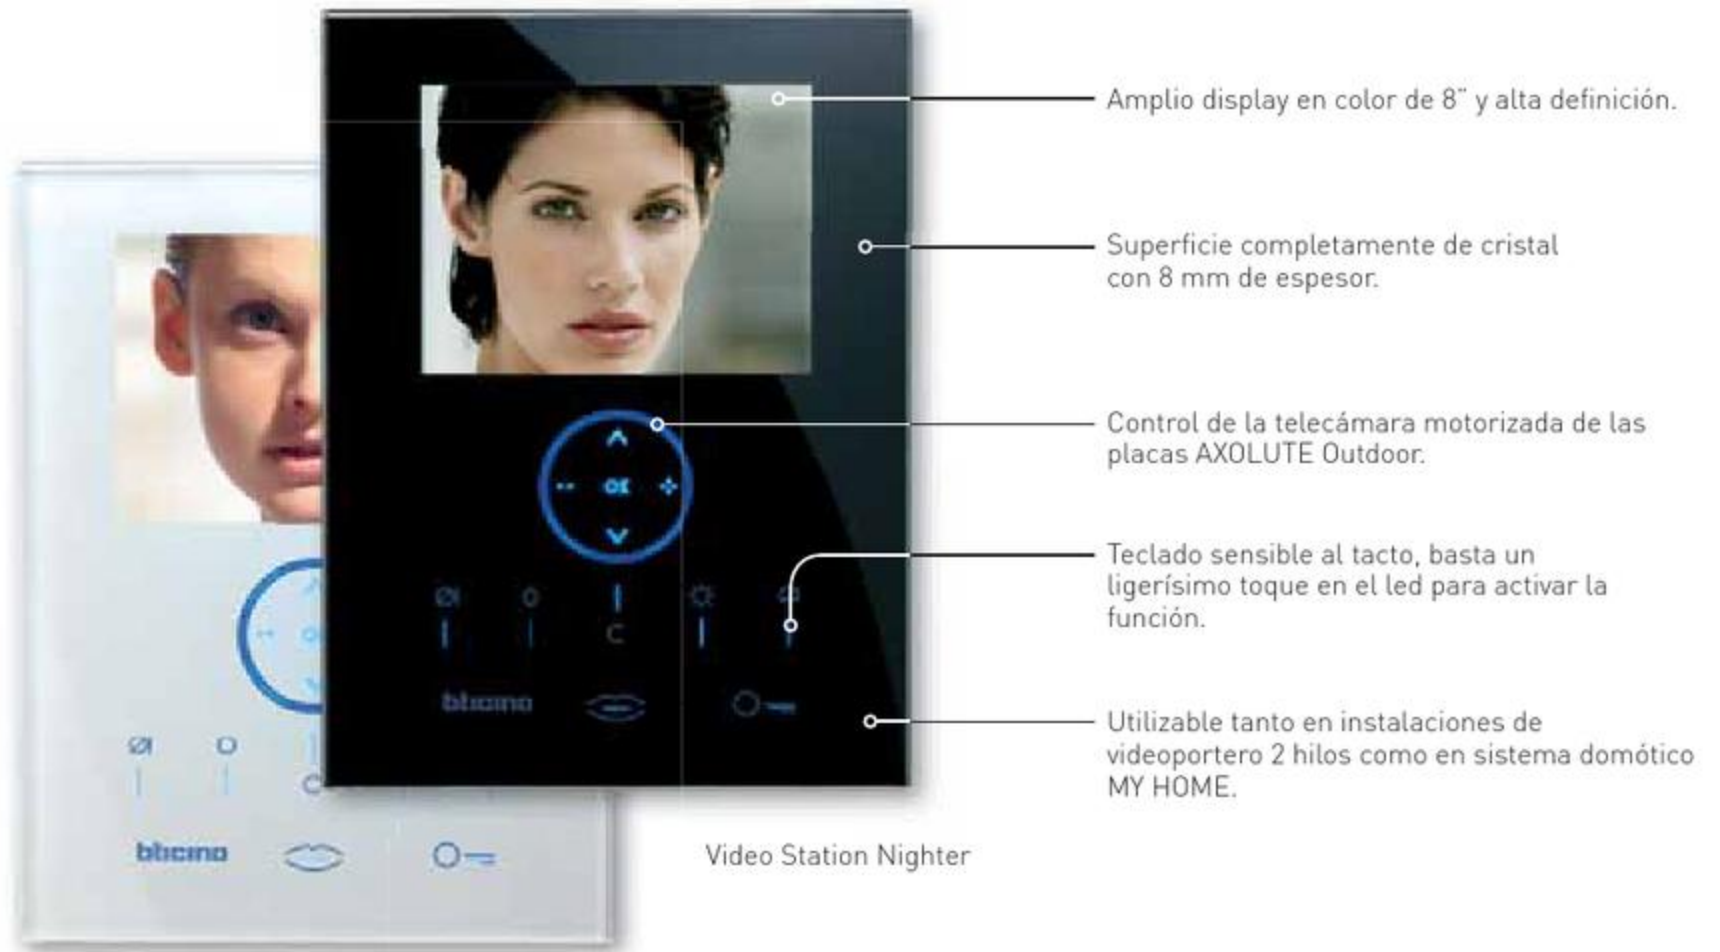 Amplio display en color de 8" y alta definición.
Superficie completamente de cristal
con 8 mm de espesor.
Control de la telecámara motorizada de las
placas AXOLUTE Outdoor.
OK
Teclado sensible al tacto, basta un
ligerísimo toque en el led para activar la
función.
C
bticino
Utilizable tanto en instalaciones de
videoportero 2 hilos como en sistema domótico
MY HOME.
bticino
Video Station Nighter